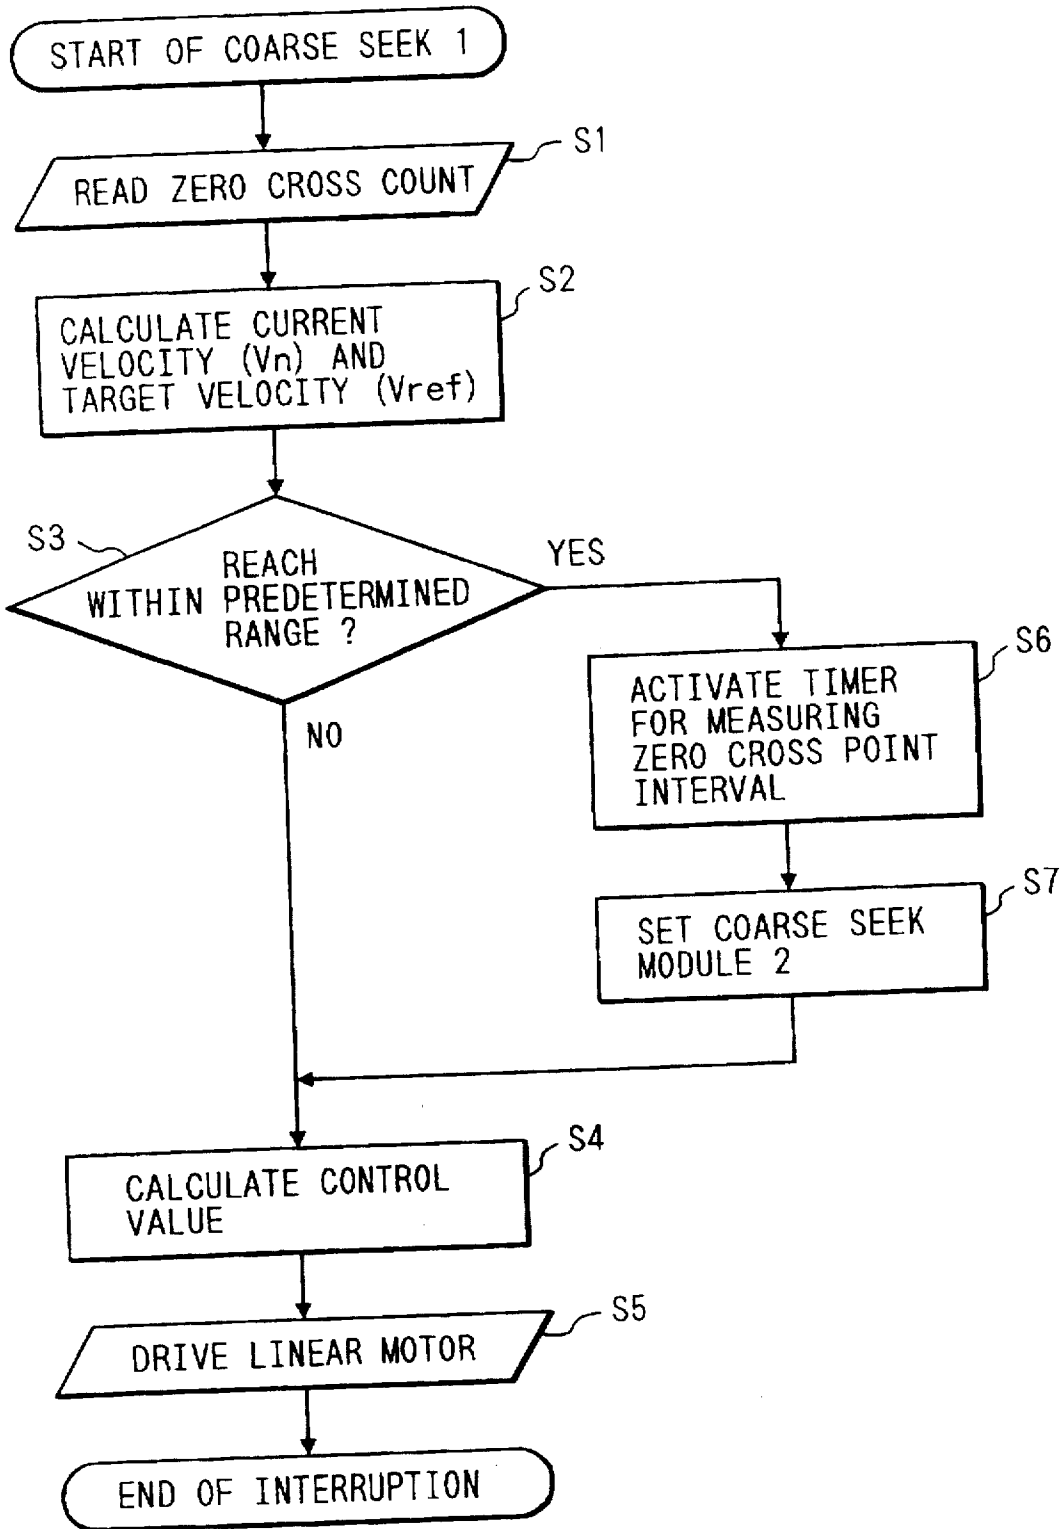 START OF COARSE SEEK 1
S1
READ ZERO CROSS COUNT
S2
CALCULATE CURRENT
VELOCITY (Vn) AND
TARGET VELOCITY (Vref)
S3
REACH
WITHIN PREDETERMINED
RANGE ?
YES
NO
S6
ACTIVATE TIMER
FOR MEASURING
ZERO CROSS POINT
INTERVAL
S7
SET COARSE SEEK
MODULE 2
S4
CALCULATE CONTROL
VALUE
S5
DRIVE LINEAR MOTOR
END OF INTERRUPTION